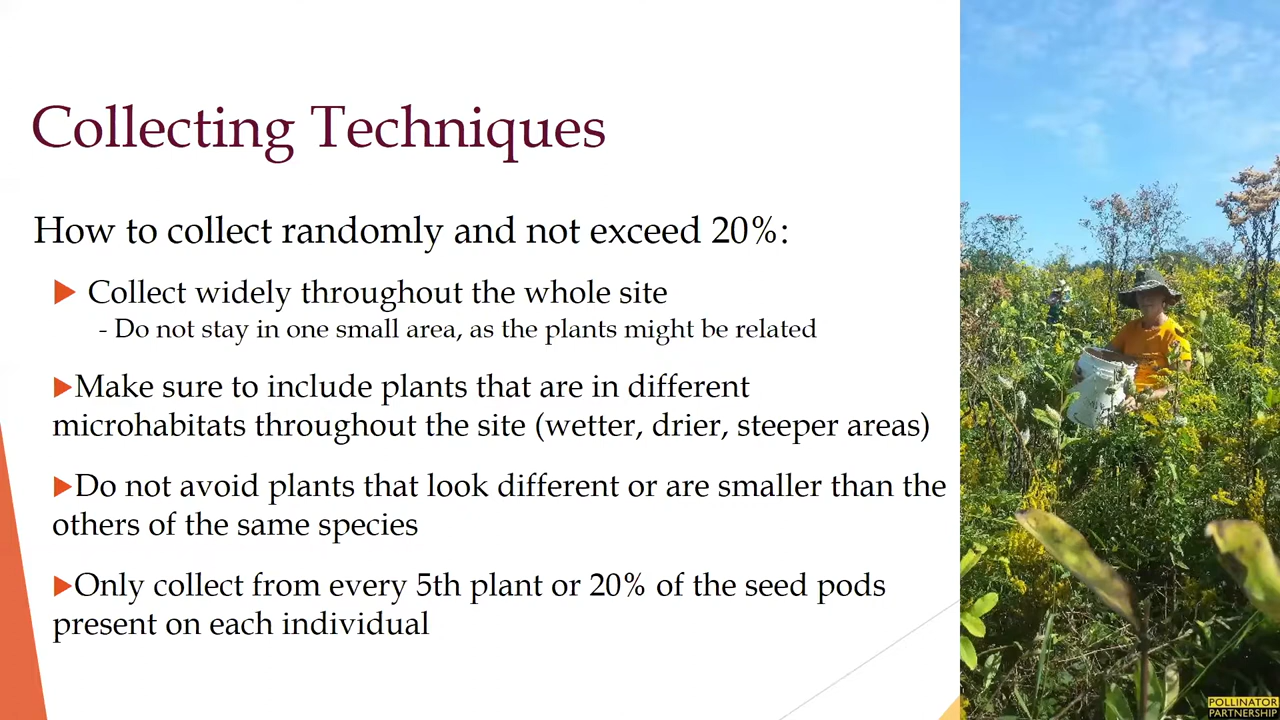 Collecting Techniques
How to collect randomly and not exceed 20%:
Collect widely throughout the whole site
- Do not stay in one small area, as the plants might be related
Make sure to include plants that are in different
microhabitats throughout the site (wetter, drier, steeper areas)
Do not avoid plants that look different or are smaller than the
others of the same species
Only collect from every 5th plant or 20% of the seed pods
present on each individual
POLLINATOR
PARTNERSHIP